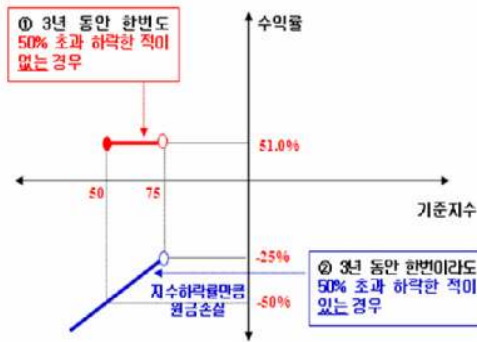 ① 3년 동안 한번도
50% 초과 하락한 적이
없는 경우
수익률
51.0%
50
75
기준지수
-25%
지수하락률만큼
원금손실
-50%
② 3년 동안 한번이라도
50% 초과 하락한 적이
있는 경우